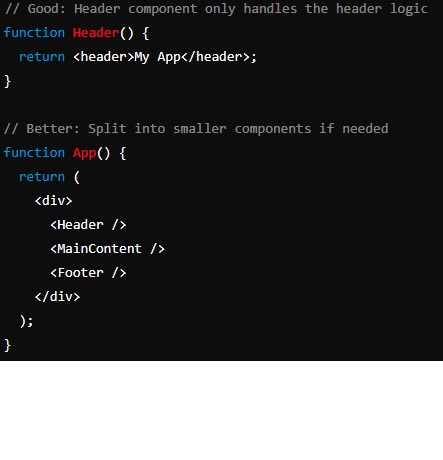 // Good: Header component only handles the header logic
function Header() {
  return <header>My App</header>;
}

// Better: Split into smaller components if needed
function App() {
  return (
    <div>
      <Header />
      <MainContent />
      <Footer />
    </div>
  );
}